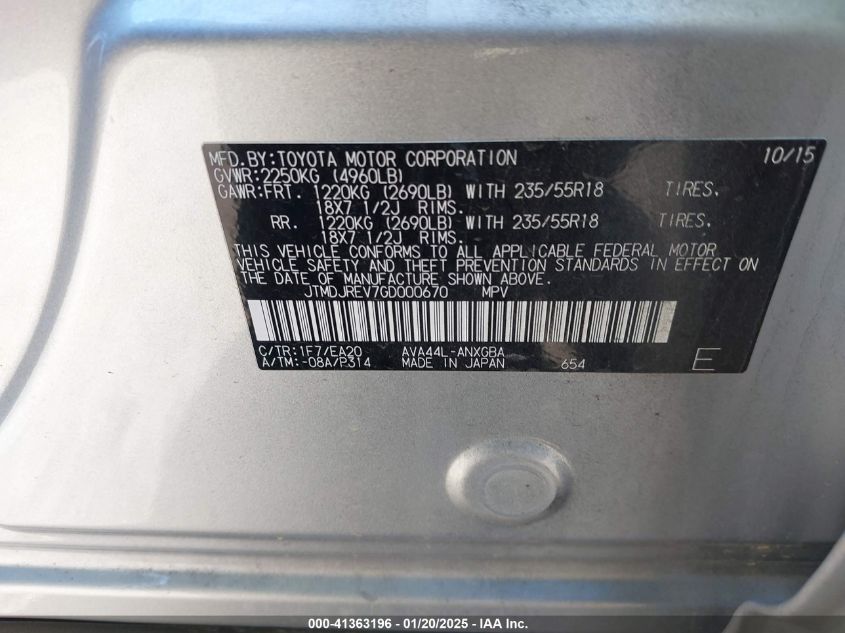 MFD.BY:TOYOTA MOTOR CORPORATION 10/15
GVWR:2250KG (4960LB)
GAWR:FRT. 1220KG (2690LB) WITH 235/55R18 TIRES,
18X7 1/2J RIMS.
RR. 1220KG (2690LB) WITH 235/55R18 TIRES,
18X7 1/2J RIMS.
THIS VEHICLE CONFORMS TO ALL APPLICABLE FEDERAL MOTOR
VEHICLE SAFETY AND THEFT PREVENTION STANDARDS IN EFFECT ON
THE DATE OF MANUFACTURE SHOWN ABOVE.
JTMDJREV7GD000670 MPV
C/TR:1F7/EA20 AVA44L-ANXGBA
A/TM:-08A/P314 MADE IN JAPAN 654 E
000-41363196 - 01/20/2025 - IAA Inc.